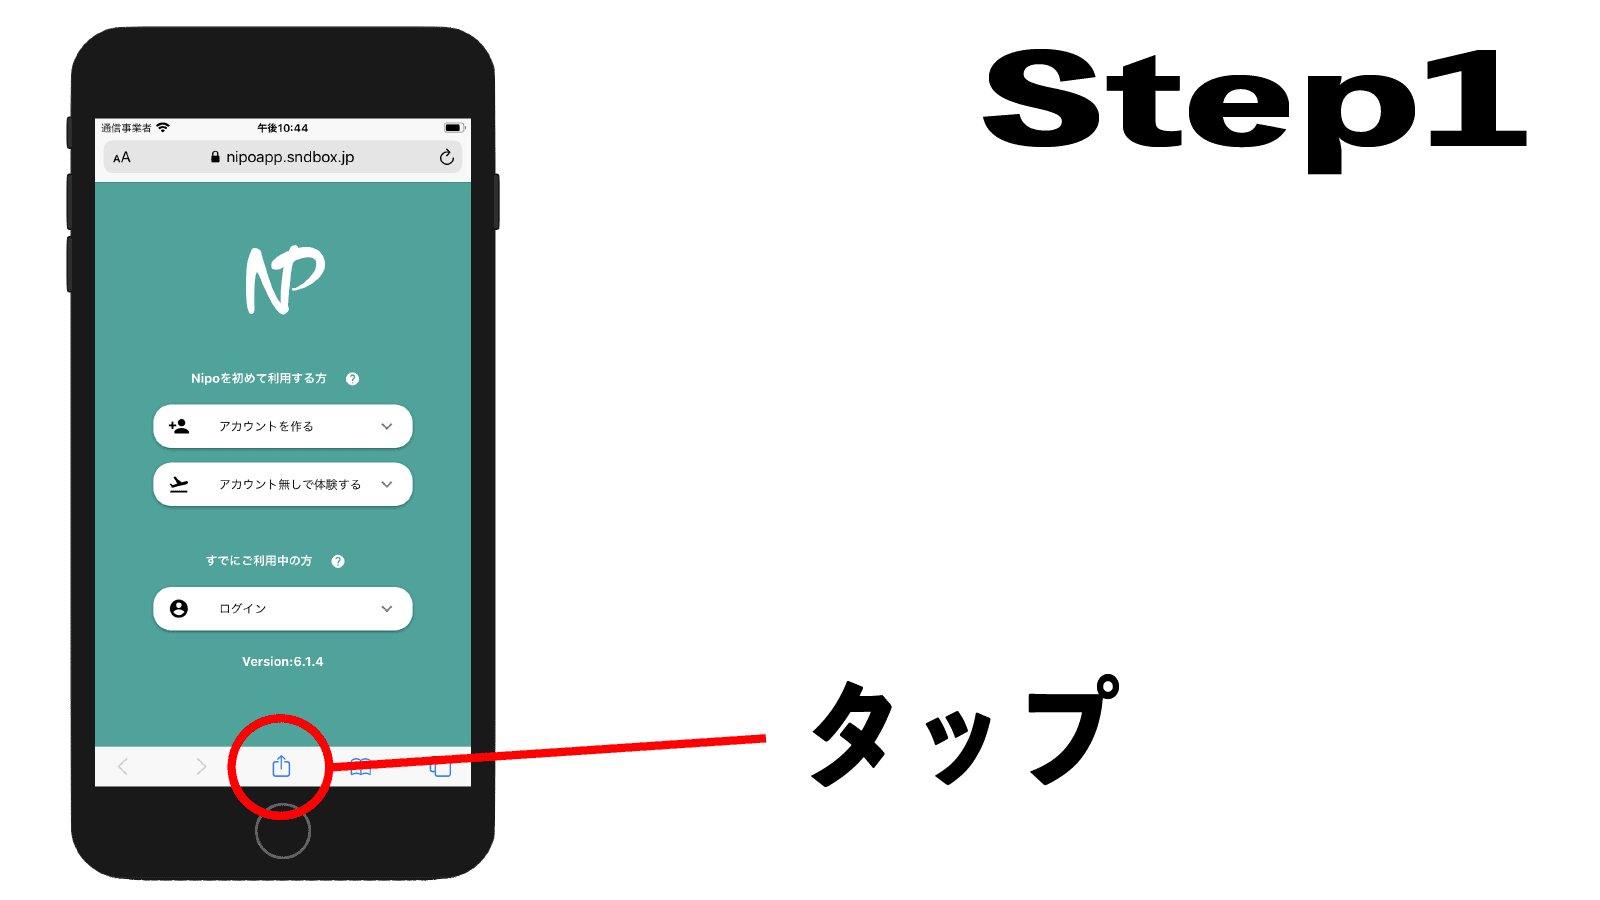 Step1
通信事業者
午後10:44
AA
nipoapp.sndbox.jp
NP
Nipoを初めて利用する方 ?
アカウントを作る
アカウント無しで体験する
すでにご利用中の方 ?
ログイン
Version:6.1.4
タップ